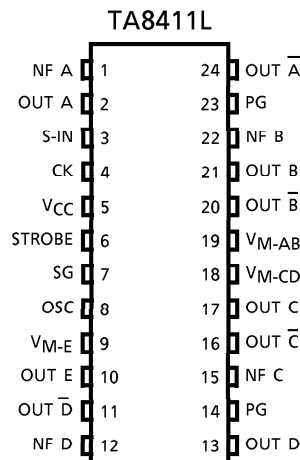 TA8411L
NF A 1 24 OUT A̅
OUT A 2 23 PG
S-IN 3 22 NF B
CK 4 21 OUT B
VCC 5 20 OUT B̅
STROBE 6 19 VM-AB
SG 7 18 VM-CD
OSC 8 17 OUT C
VM-E 9 16 OUT C̅
OUT E 10 15 NF C
OUT D̅ 11 14 PG
NF D 12 13 OUT D